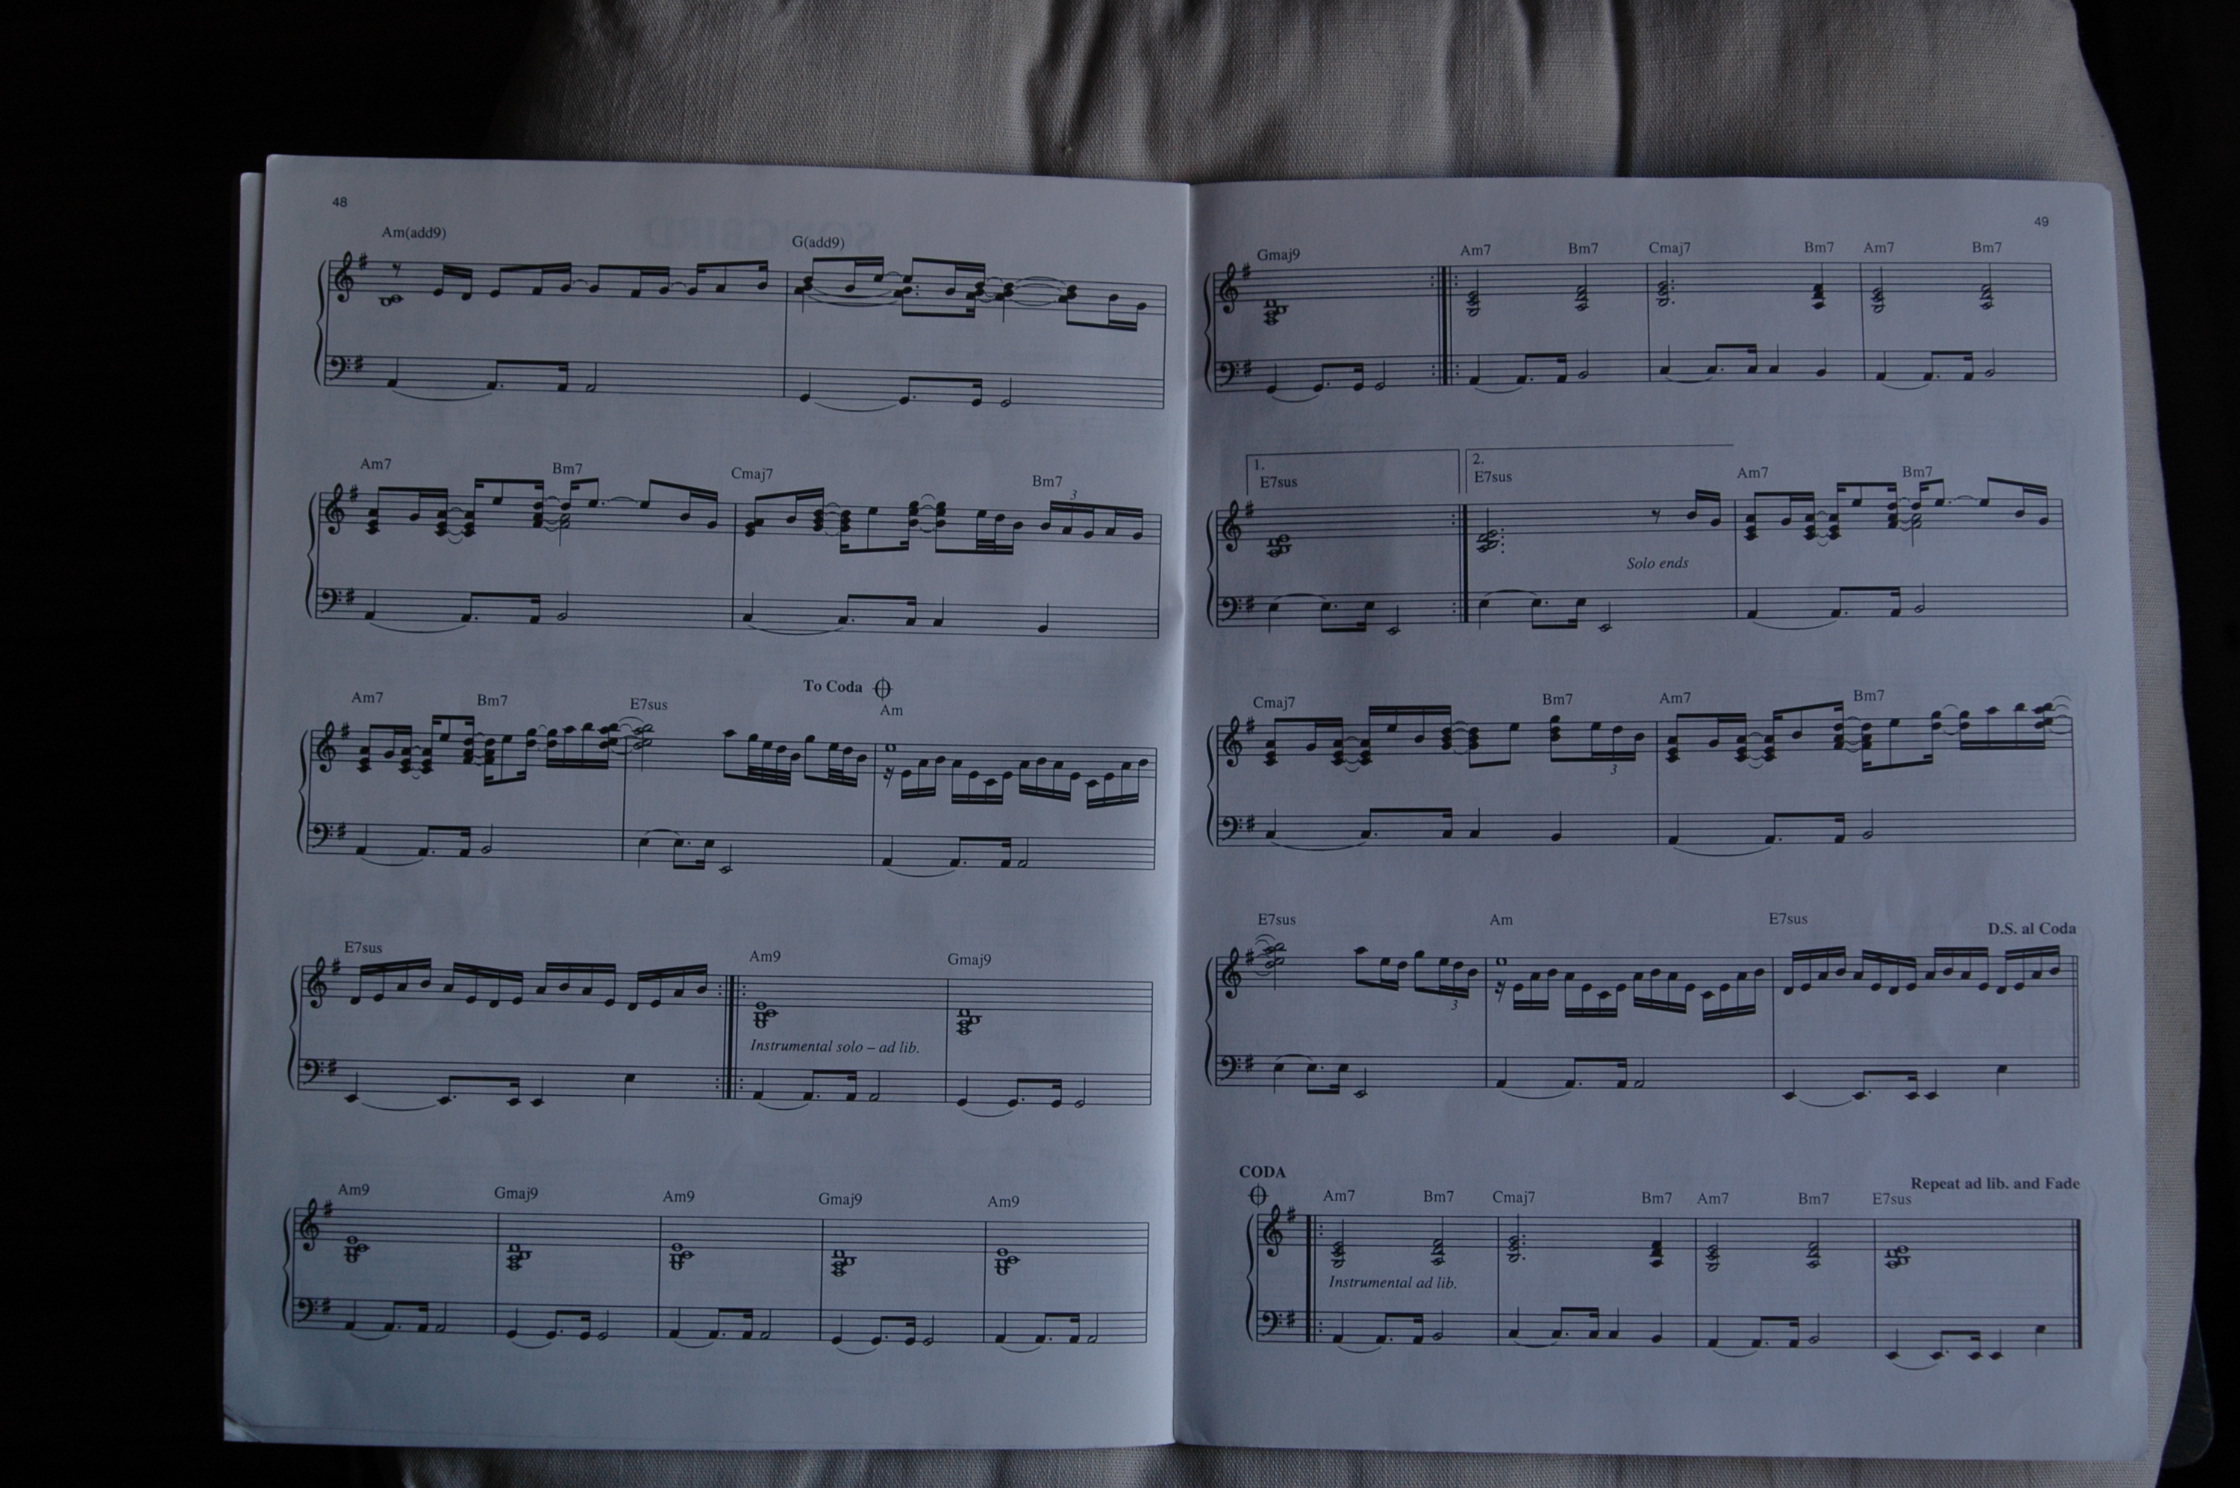 48
Am(add9) G(add9)
Am7 Bm7 Cmaj7 Bm7
3
To Coda
Am7 Bm7 E7sus Am
E7sus Am9 Gmaj9
Instrumental solo – ad lib.
Am9 Gmaj9 Am9 Gmaj9 Am9
49
Gmaj9 Am7 Bm7 Cmaj7 Bm7 Am7 Bm7
1. 2.
E7sus E7sus Am7 Bm7
Solo ends
Cmaj7 Bm7 Am7 Bm7
3
D.S. al Coda
E7sus Am E7sus
3
CODA Repeat ad lib. and Fade
Am7 Bm7 Cmaj7 Bm7 Am7 Bm7 E7sus
Instrumental ad lib.